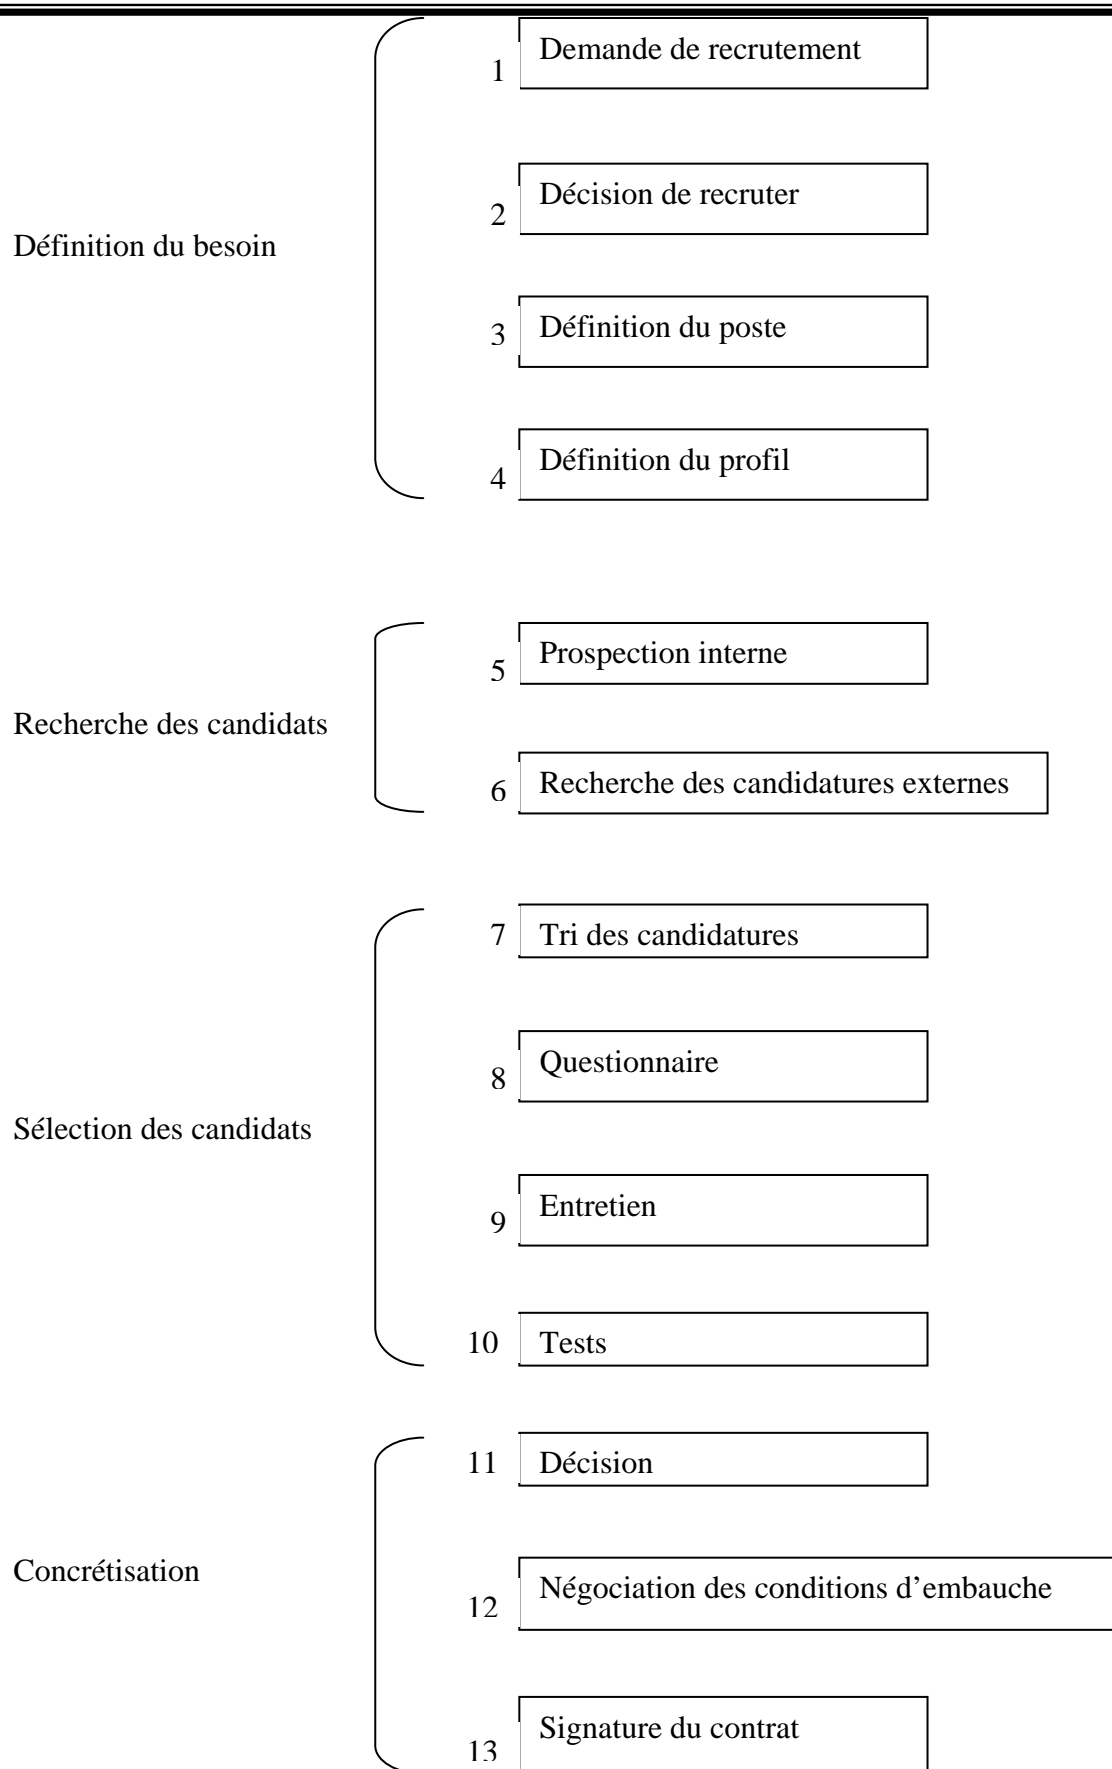 Demande de recrutement
1
Décision de recruter
2
Définition du besoin
Définition du poste
3
Définition du profil
4
Prospection interne
5
Recherche des candidats
Recherche des candidatures externes
6
7 Tri des candidatures
Questionnaire
8
Sélection des candidats
Entretien
9
10 Tests
11 Décision
Concrétisation
Négociation des conditions d’embauche
12
Signature du contrat
13